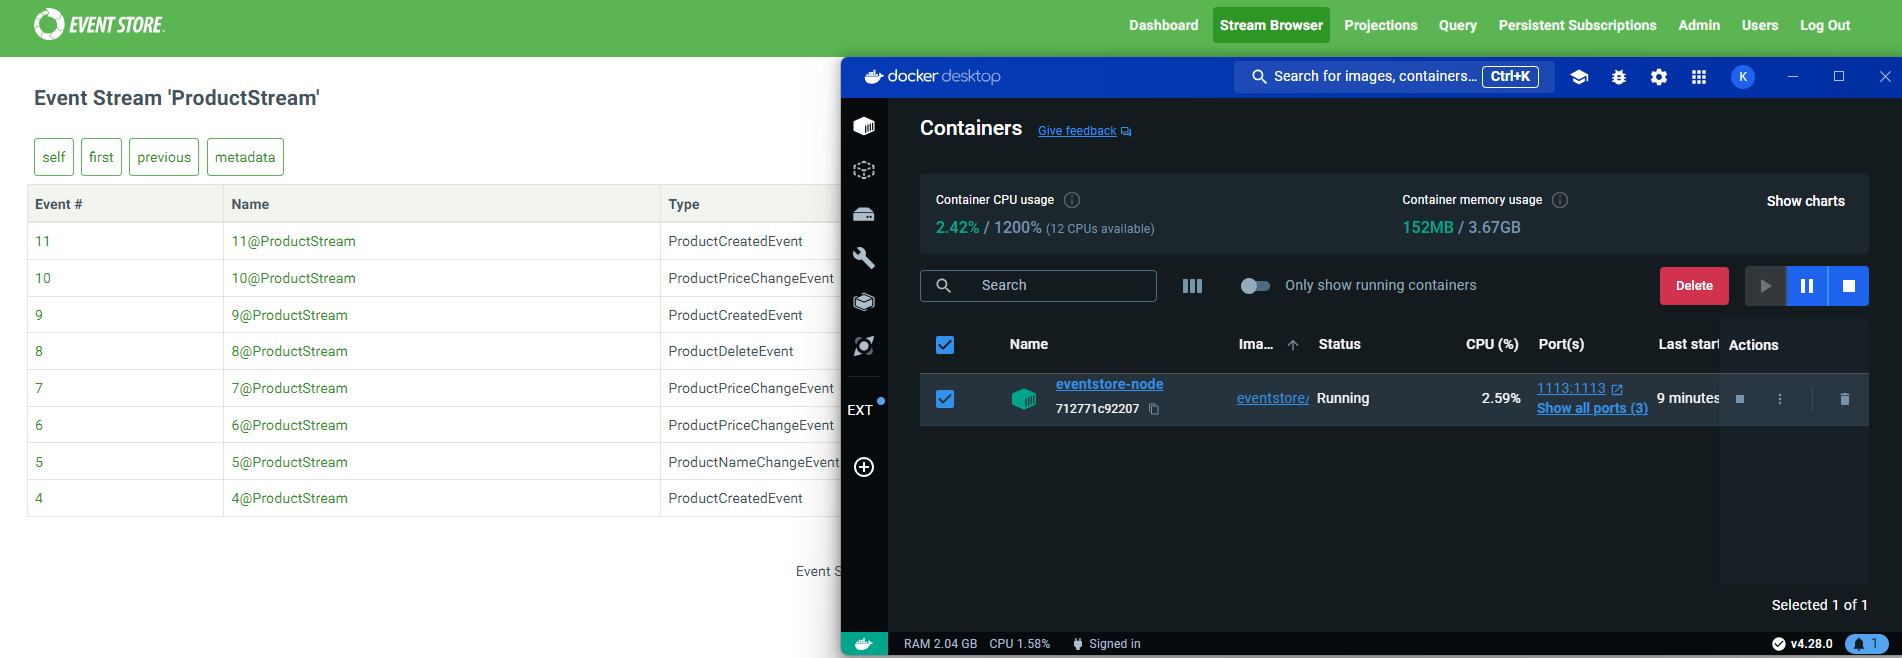 EVENT STORE.
Dashboard Stream Browser Projections Query Persistent Subscriptions Admin Users Log Out
Event Stream 'ProductStream'
self first previous metadata
Event # Name Type
11 11@ProductStream ProductCreatedEvent
10 10@ProductStream ProductPriceChangeEvent
9 9@ProductStream ProductCreatedEvent
8 8@ProductStream ProductDeleteEvent
7 7@ProductStream ProductPriceChangeEvent
6 6@ProductStream ProductPriceChangeEvent
5 5@ProductStream ProductNameChangeEvent
4 4@ProductStream ProductCreatedEvent
Event S
docker desktop Search for images, containers... Ctrl+K K
Containers Give feedback
Container CPU usage
2.42% / 1200% (12 CPUs available)
Container memory usage
152MB / 3.67GB
Show charts
Search Only show running containers Delete
Name Ima... Status CPU (%) Port(s) Last start Actions
eventstore-node
712771c92207
eventstore/ Running 2.59% 1113:1113
Show all ports (3)
9 minutes
EXT
Selected 1 of 1
RAM 2.04 GB CPU 1.58% Signed in v4.28.0 1